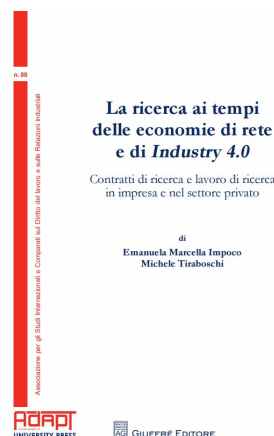 n. 00
La ricerca ai tempi
delle economie di rete
e di Industry 4.0
Contratti di ricerca e lavoro di ricerca
in impresa e nel settore privato
di
Emanuela Marcella Impoco
Michele Tiraboschi
Associazione per gli Studi Internazionali e Comparati sul Diritto del lavoro e sulle Relazioni industriali
ADAPT
UNIVERSITY PRESS
GIUFFRÈ EDITORE